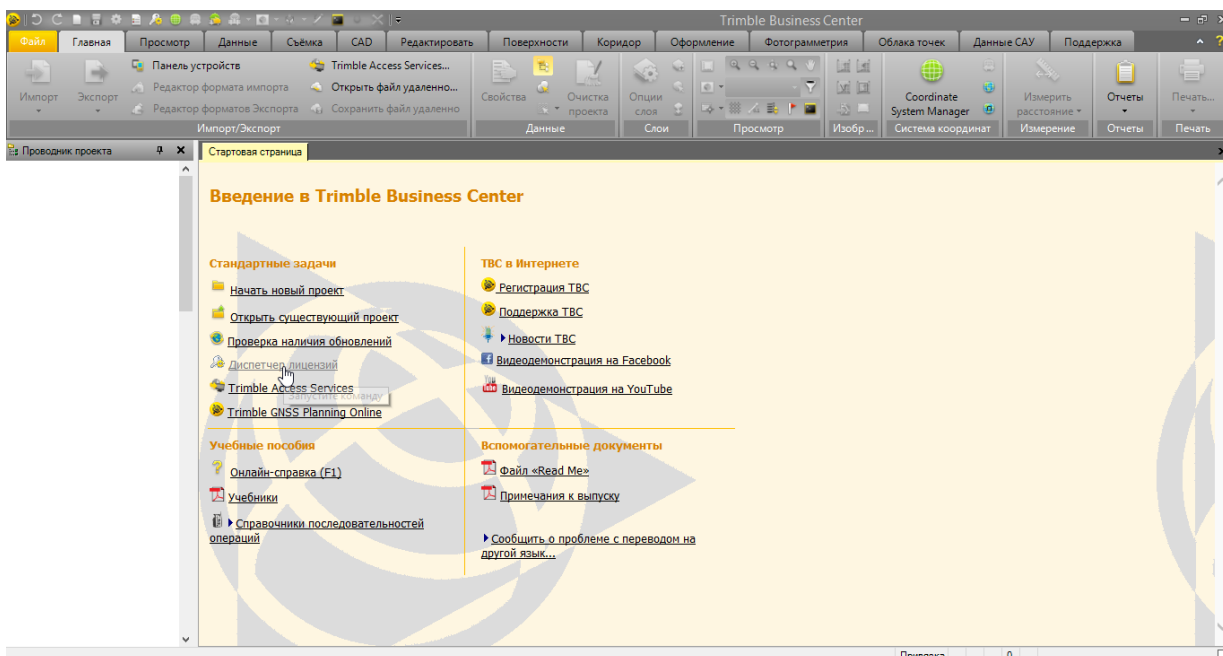 Trimble Business Center
Файл Главная Просмотр Данные Съёмка CAD Редактировать Поверхности Коридор Оформление Фотограмметрия Облака точек Данные САУ Поддержка
Импорт
Экспорт
Панель устройств
Редактор формата импорта
Редактор форматов Экспорта
Trimble Access Services...
Открыть файл удаленно...
Сохранить файл удаленно
Импорт/Экспорт
Свойства
Очистка
проекта
Данные
Опции
слоя
Слои
Просмотр
Изобр...
Coordinate
System Manager
Система координат
Измерить
расстояние
Измерение
Отчеты
Отчеты
Печать...
Печать
Проводник проекта
Стартовая страница
Введение в Trimble Business Center
Стандартные задачи
Начать новый проект
Открыть существующий проект
Проверка наличия обновлений
Диспетчер лицензий
Trimble Access Services
Запустите команду
Trimble GNSS Planning Online
ТВС в Интернете
Регистрация ТВС
Поддержка ТВС
Новости ТВС
Видеодемонстрация на Facebook
Видеодемонстрация на YouTube
Учебные пособия
Онлайн-справка (F1)
Учебники
Справочники последовательностей
операций
Вспомогательные документы
Файл «Read Me»
Примечания к выпуску
Сообщить о проблеме с переводом на
другой язык...
Привязка 0